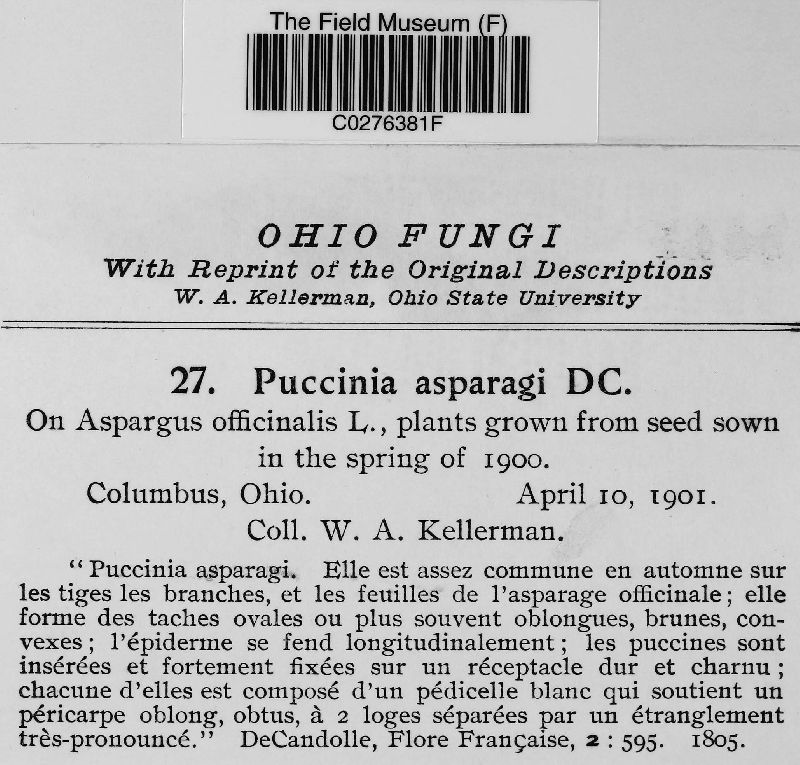 The Field Museum (F)
C0276381F
OHIO FUNGI
With Reprint of the Original Descriptions
W. A. Kellerman, Ohio State University
27. Puccinia asparagi DC.
On Aspargus officinalis L., plants grown from seed sown
in the spring of 1900.
Columbus, Ohio. April 10, 1901.
Coll. W. A. Kellerman.
“Puccinia asparagi. Elle est assez commune en automne sur
les tiges les branches, et les feuilles de l'asparage officinale; elle
forme des taches ovales ou plus souvent oblongues, brunes, con-
vexes; l'épiderme se fend longitudinalement; les puccines sont
insérées et fortement fixées sur un réceptacle dur et charnu;
chacune d'elles est composé d'un pédicelle blanc qui soutient un
péricarpe oblong, obtus, à 2 loges séparées par un étranglement
très-pronouncé.” DeCandolle, Flore Française, 2 : 595. 1805.